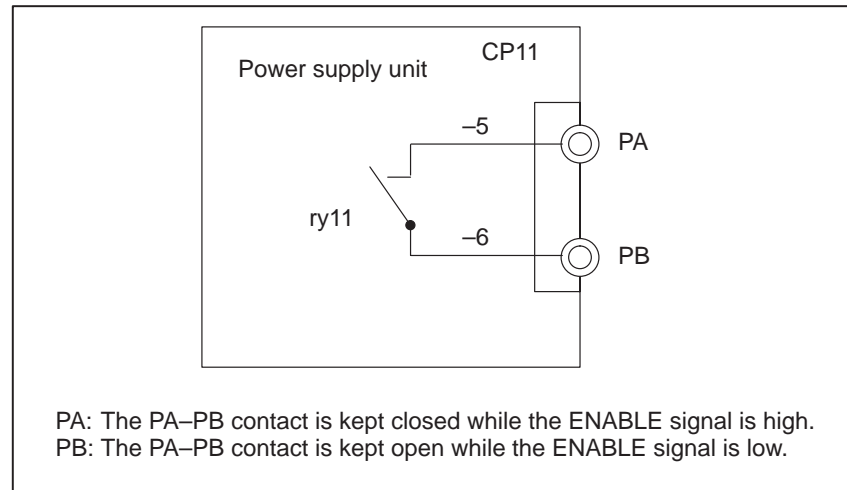 CP11
Power supply unit
–5
PA
ry11
–6
PB
PA: The PA–PB contact is kept closed while the ENABLE signal is high.
PB: The PA–PB contact is kept open while the ENABLE signal is low.